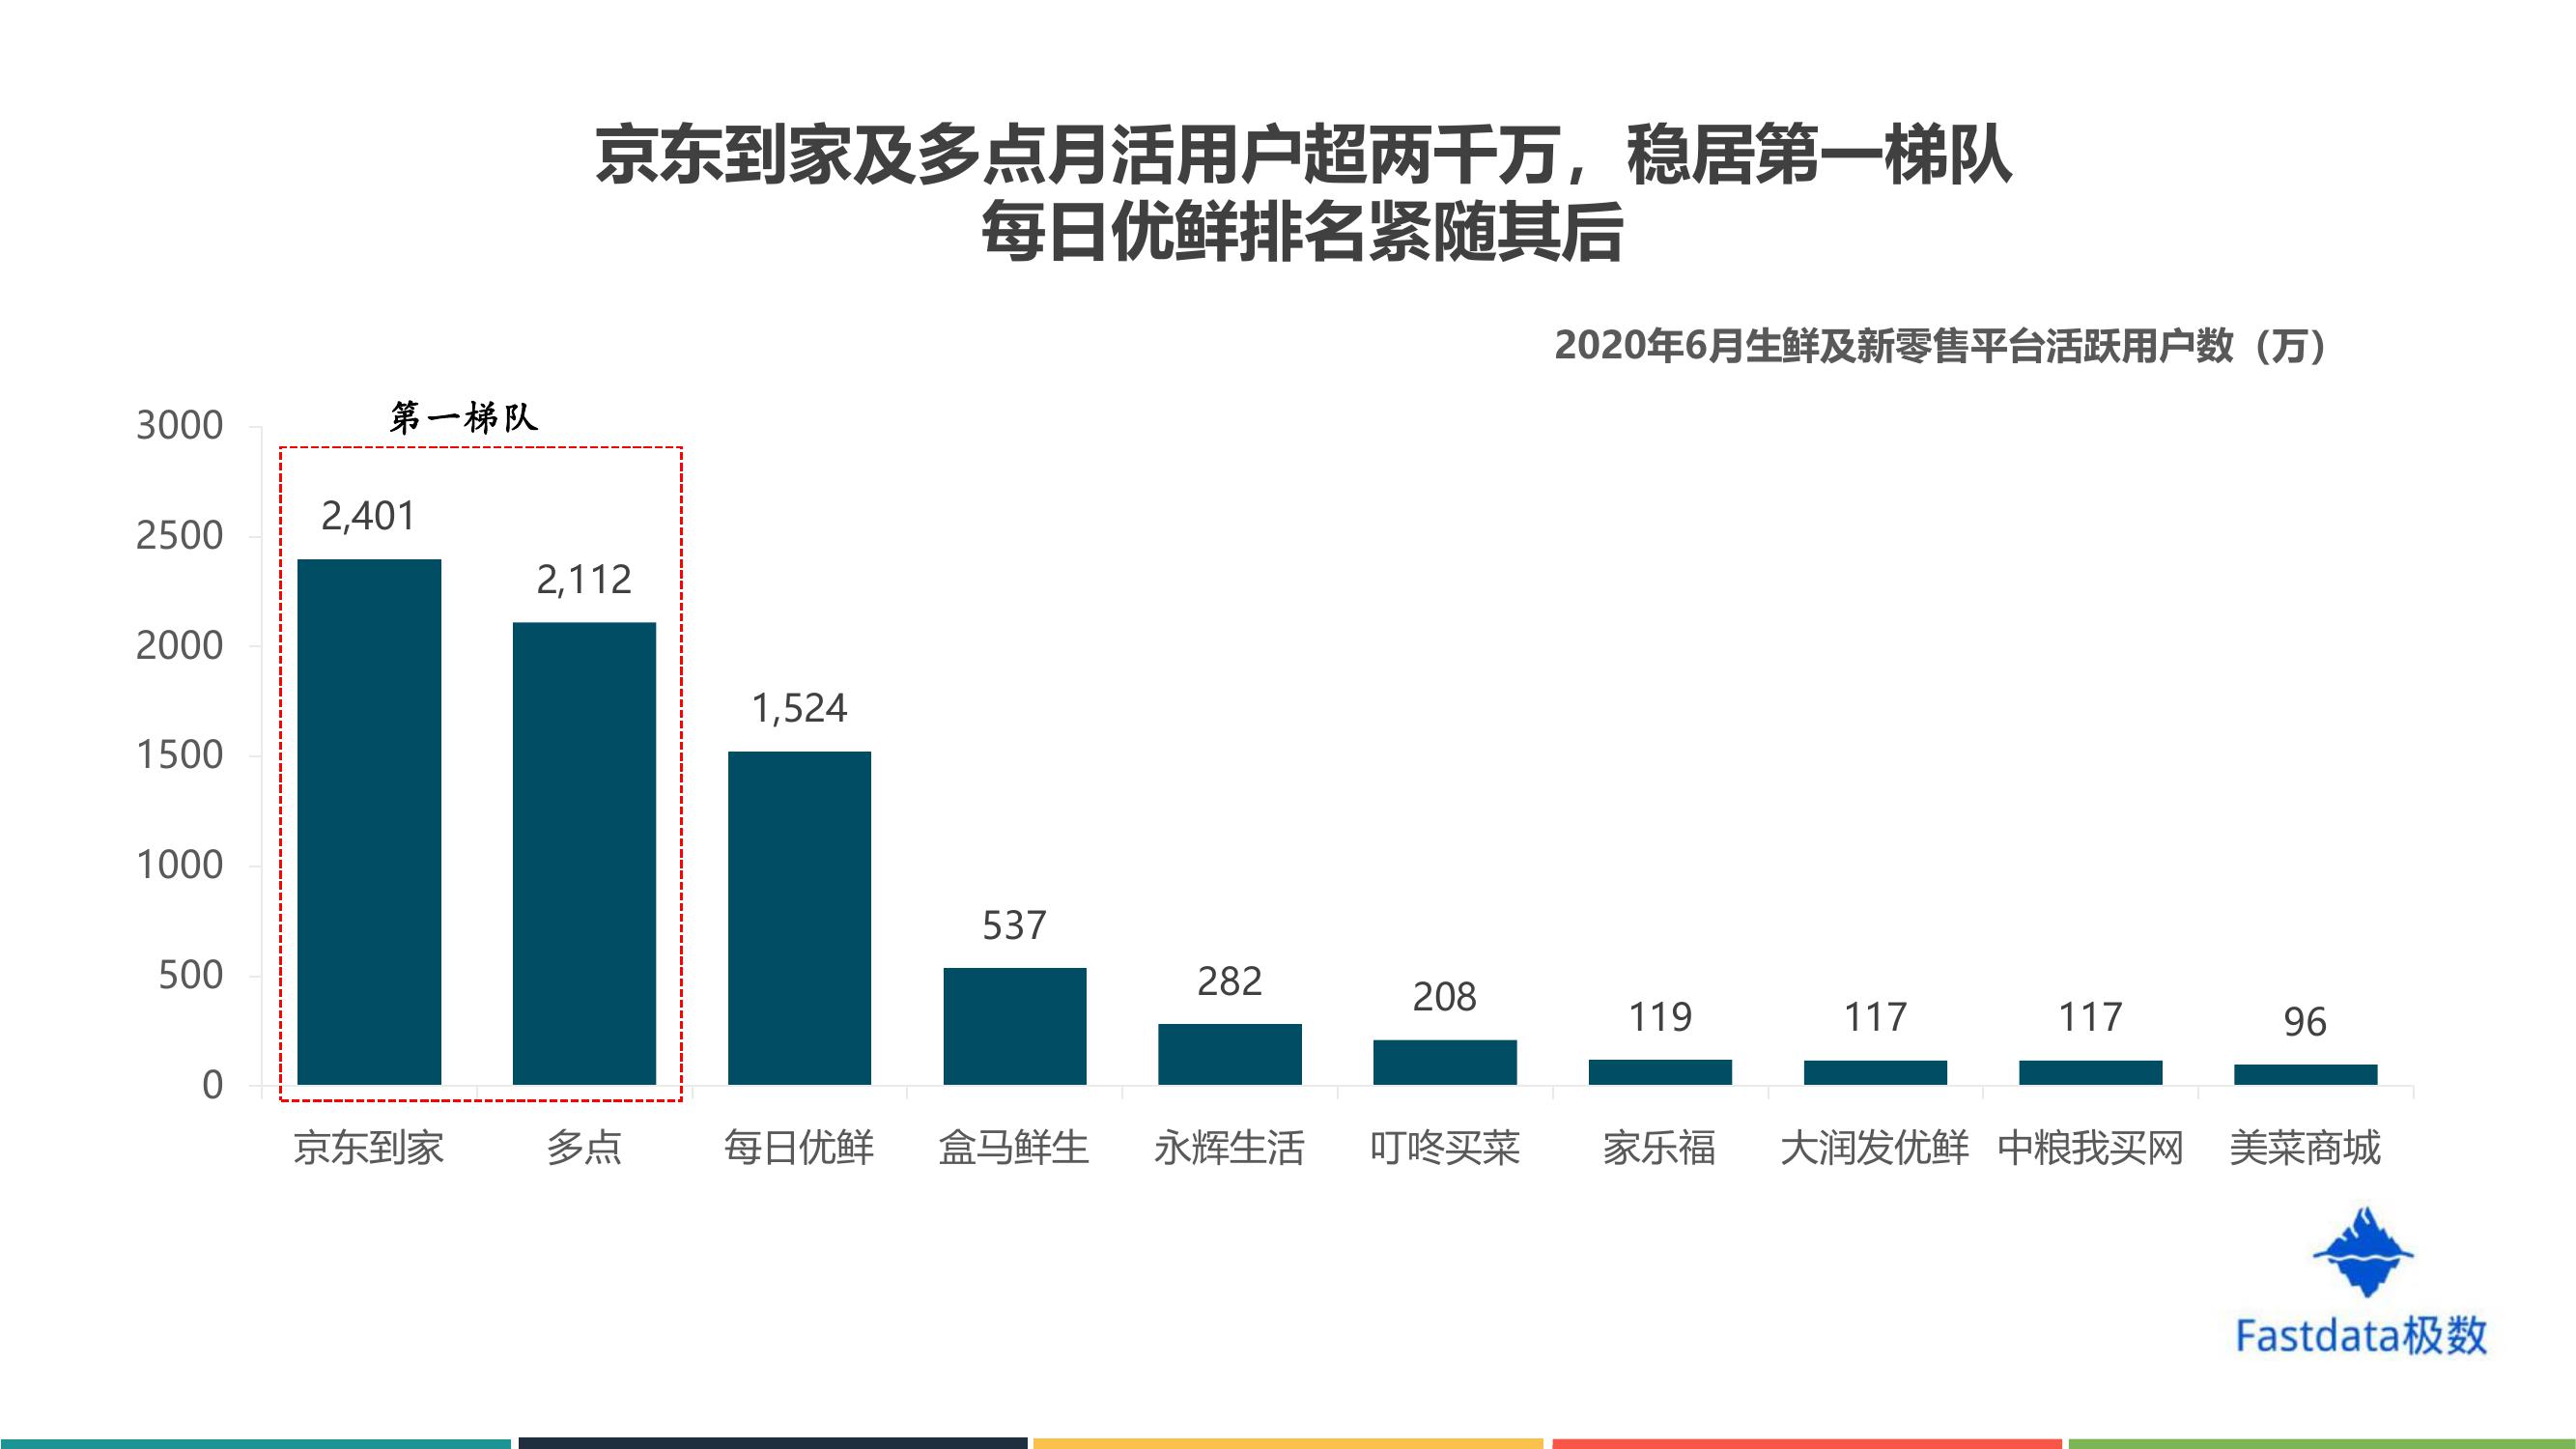 京东到家及多点月活用户超两千万，稳居第一梯队
每日优鲜排名紧随其后
2020年6月生鲜及新零售平台活跃用户数（万）
第一梯队
3000
2500
2000
1500
1000
500
0
2,401
2,112
1,524
537
282
208
119
117
117
96
京东到家
多点
每日优鲜
盒马鲜生
永辉生活
叮咚买菜
家乐福
大润发优鲜
中粮我买网
美菜商城
Fastdata极数